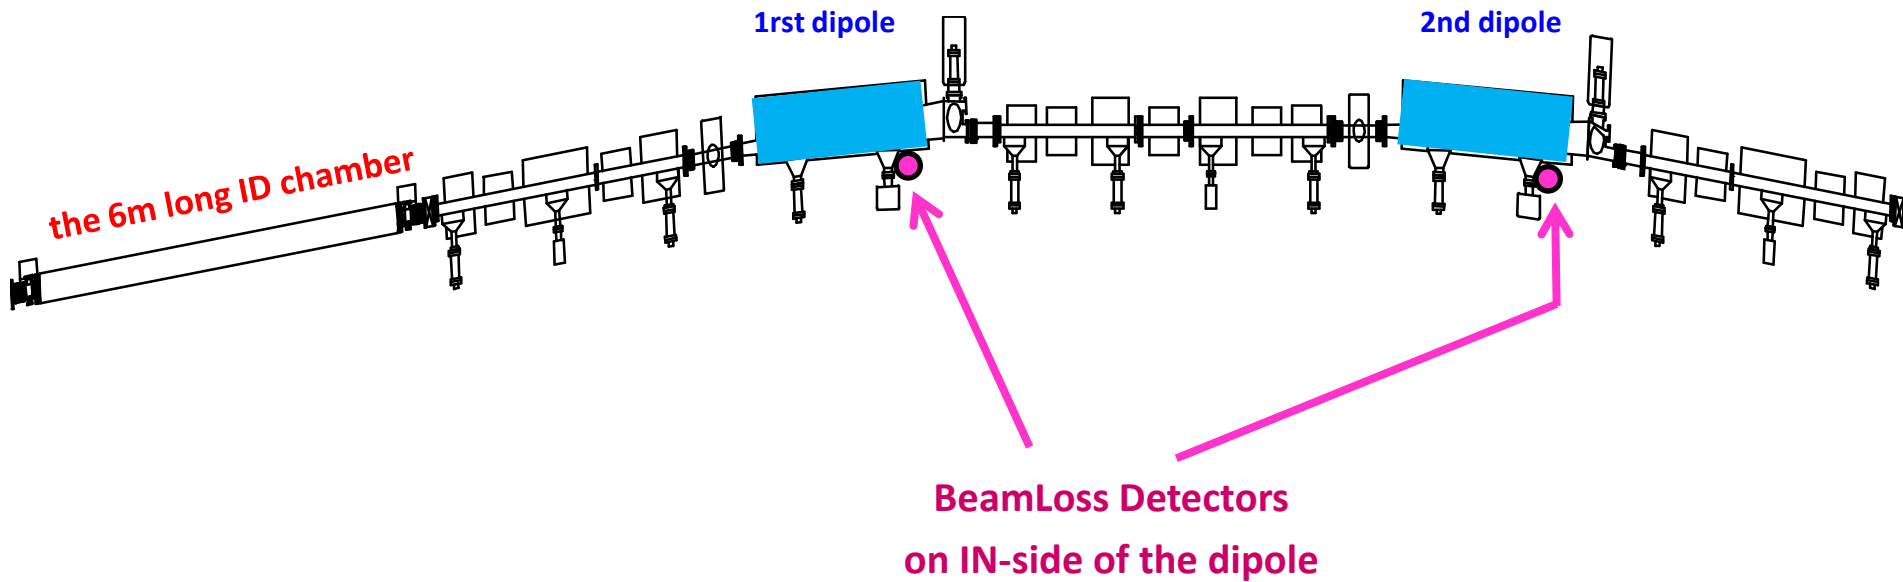 1rst dipole
2nd dipole
the 6m long ID chamber
BeamLoss Detectors
on IN-side of the dipole